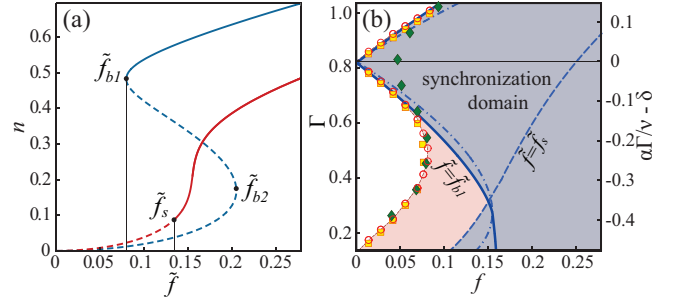 (a)
n
0.6
0.5
0.4
0.3
0.2
0.1
0
0
0.05
0.1
0.15
0.2
0.25
f̃
f̃b1
f̃b2
f̃s
(b)
Γ
1.0
0.8
0.6
0.4
0.2
0
0.05
0.1
0.15
0.2
0.25
f
synchronization
domain
f̃=f̃s
f̃=f̃b1
0.1
0
-0.1
-0.2
-0.3
-0.4
αΓ/ν - δ̃